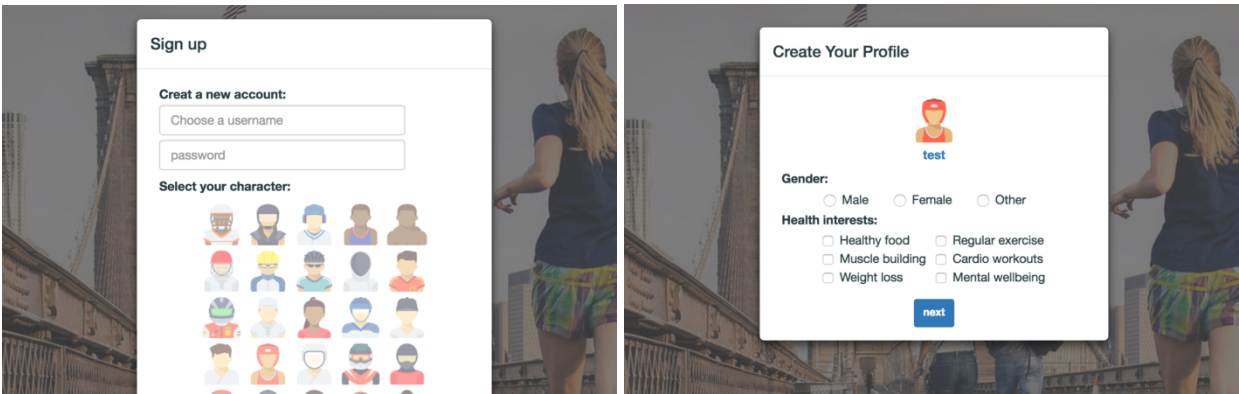 Sign up
Creat a new account:
Choose a username
password
Select your character:
Create Your Profile
test
Gender:
Male Female Other
Health interests:
Healthy food Regular exercise
Muscle building Cardio workouts
Weight loss Mental wellbeing
next